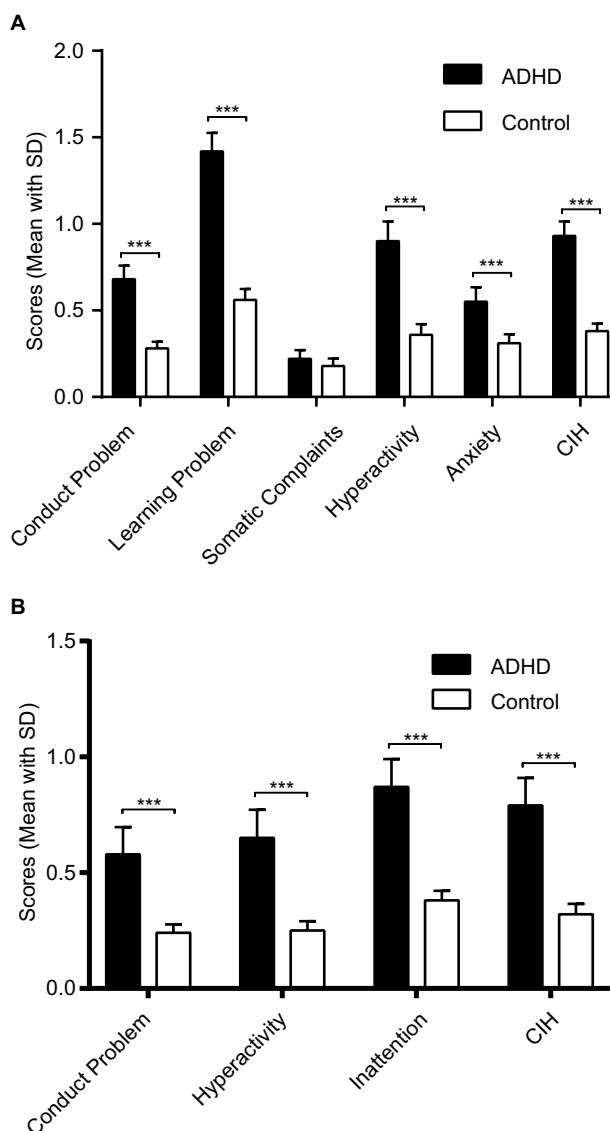 A
2.0
ADHD
Control
1.5
1.0
0.5
0.0
Scores (Mean with SD)
***
***
***
***
***
Conduct Problem
Learning Problem
Somatic Complaints
Hyperactivity
Anxiety
CIH
B
1.5
ADHD
Control
1.0
0.5
0.0
Scores (Mean with SD)
***
***
***
***
Conduct Problem
Hyperactivity
Inattention
CIH